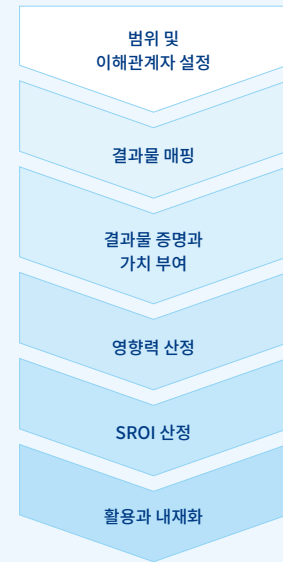 범위 및
이해관계자 설정
결과물 매핑
결과물 증명과
가치 부여
영향력 산정
SROI 산정
활용과 내재화